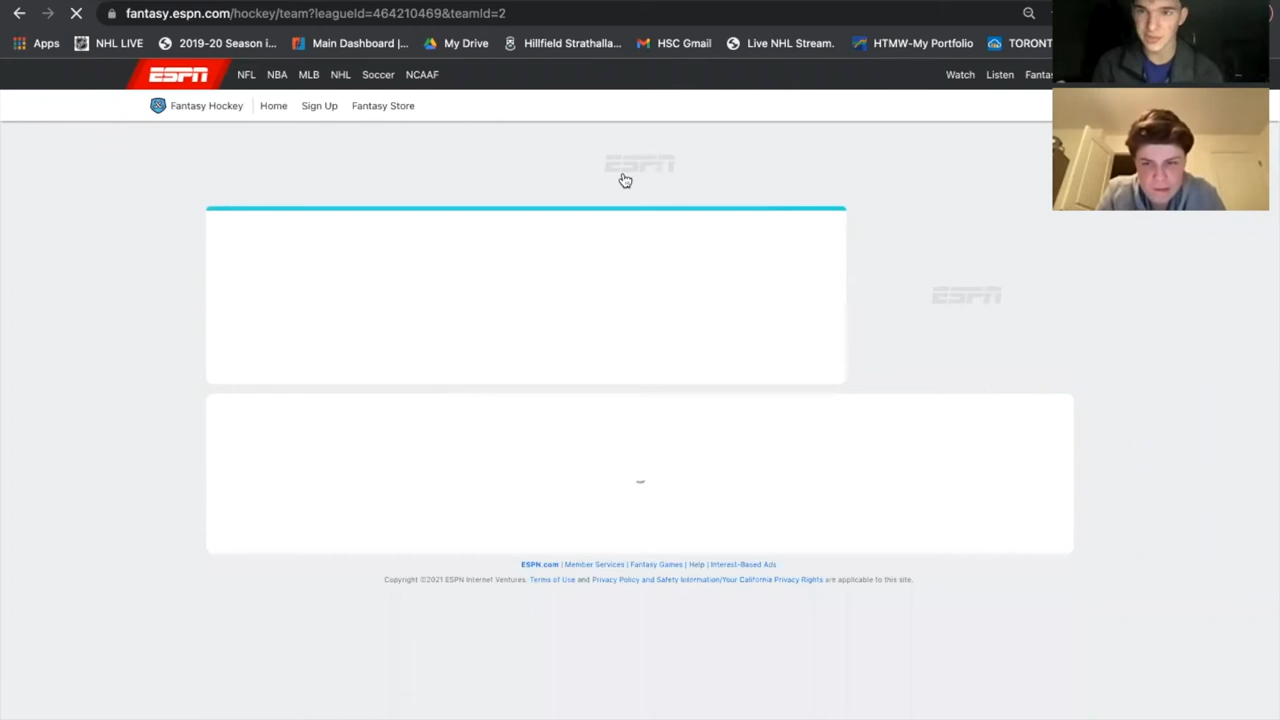 fantasy.espn.com/hockey/team?leagueId=464210469&teamId=2
Apps NHL LIVE 2019-20 Season i... Main Dashboard |... My Drive Hillfield Strathalla... HSC Gmail Live NHL Stream. HTMW-My Portfolio TORONT
ESPN NFL NBA MLB NHL Soccer NCAAF Watch Listen Fantas
Fantasy Hockey Home Sign Up Fantasy Store
ESPN
ESPN
ESPN.com | Member Services | Fantasy Games | Help | Interest-Based Ads
Copyright ©2021 ESPN Internet Ventures. Terms of Use and Privacy Policy and Safety Information/Your California Privacy Rights are applicable to this site.